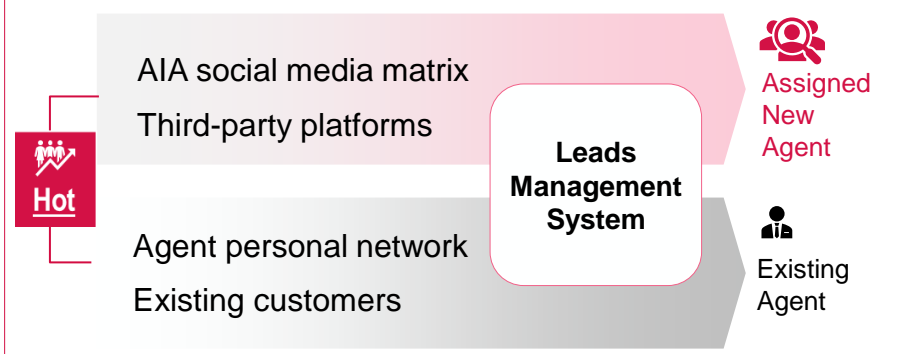 AIA social media matrix
Third-party platforms
Assigned
New
Agent
Hot
Leads
Management
System
Agent personal network
Existing customers
Existing
Agent